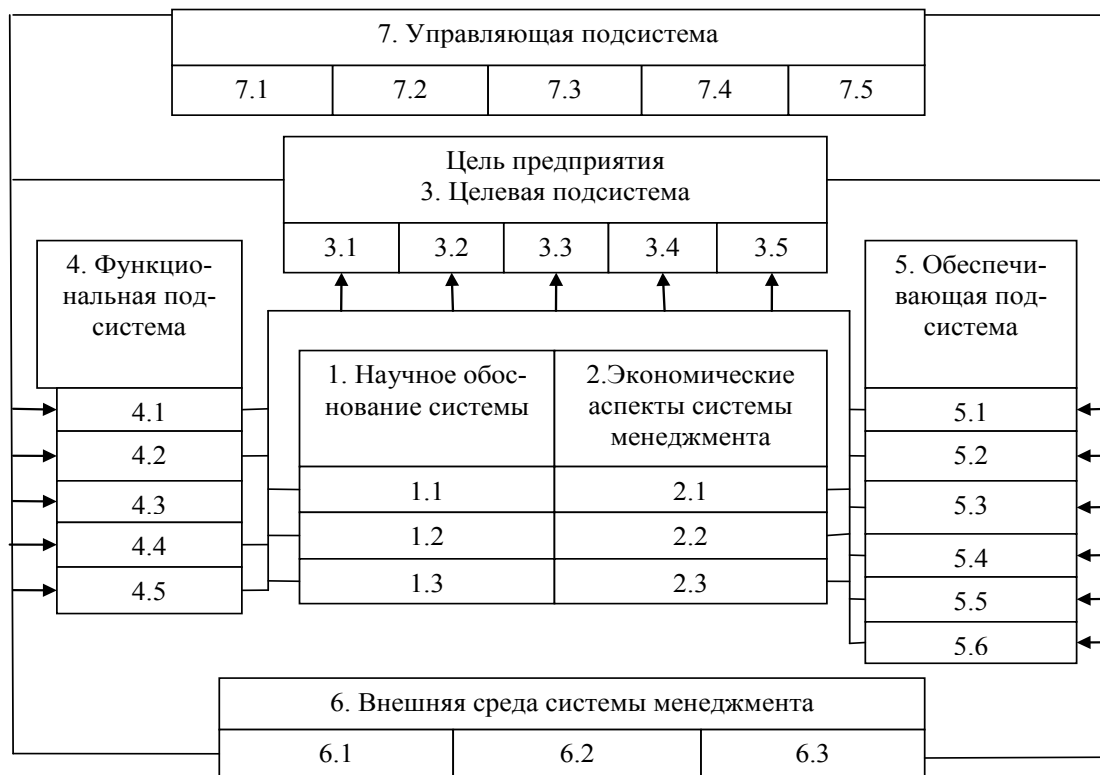 7. Управляющая подсистема
7.1 7.2 7.3 7.4 7.5
Цель предприятия
3. Целевая подсистема
3.1 3.2 3.3 3.4 3.5
4. Функцио-
нальная под-
система
4.1
4.2
4.3
4.4
4.5
1. Научное обос-
нование системы
2.Экономические
аспекты системы
менеджмента
1.1 2.1
1.2 2.2
1.3 2.3
5. Обеспечи-
вающая под-
система
5.1
5.2
5.3
5.4
5.5
5.6
6. Внешняя среда системы менеджмента
6.1 6.2 6.3